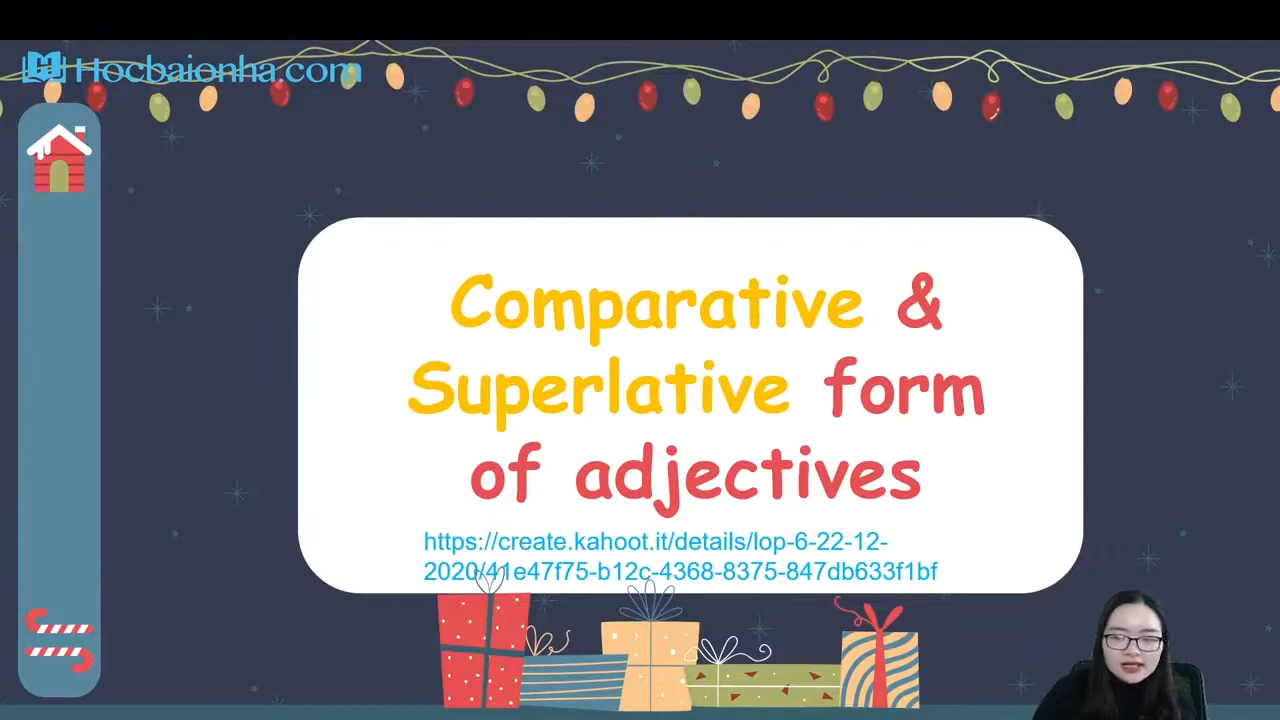 Hocbaionha.com
Comparative &
Superlative form
of adjectives
https://create.kahoot.it/details/lop-6-22-12-
2020/41e47f75-b12c-4368-8375-847db633f1bf